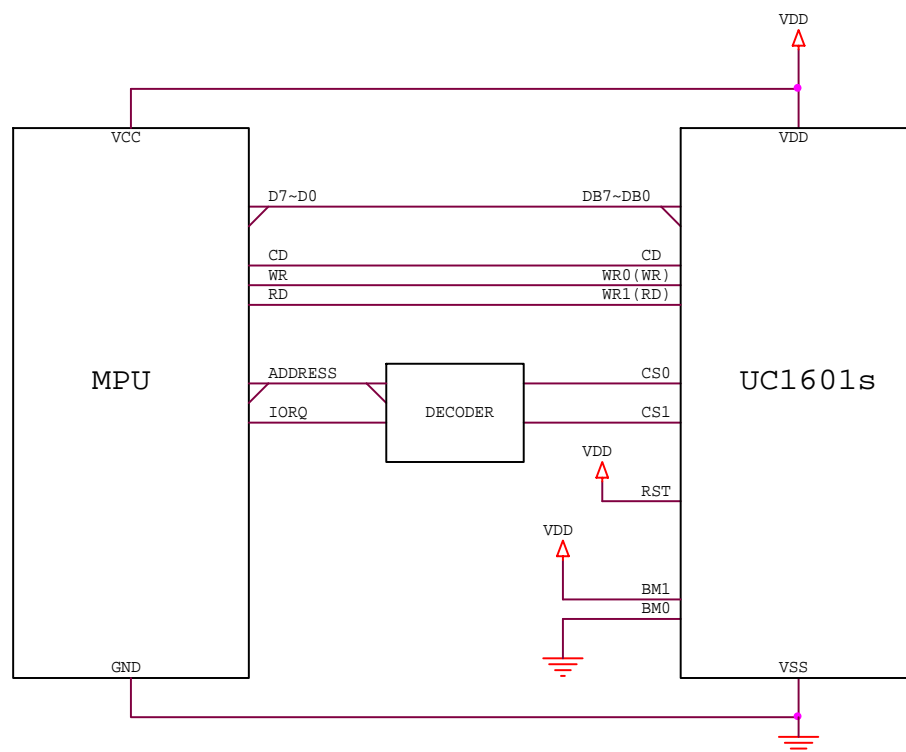 VDD
VCC VDD
D7~D0 DB7~DB0
CD CD
WR WR0(WR)
RD WR1(RD)
MPU ADDRESS CS0 UC1601s
IORQ DECODER CS1
VDD
RST
VDD
BM1
BM0
GND VSS